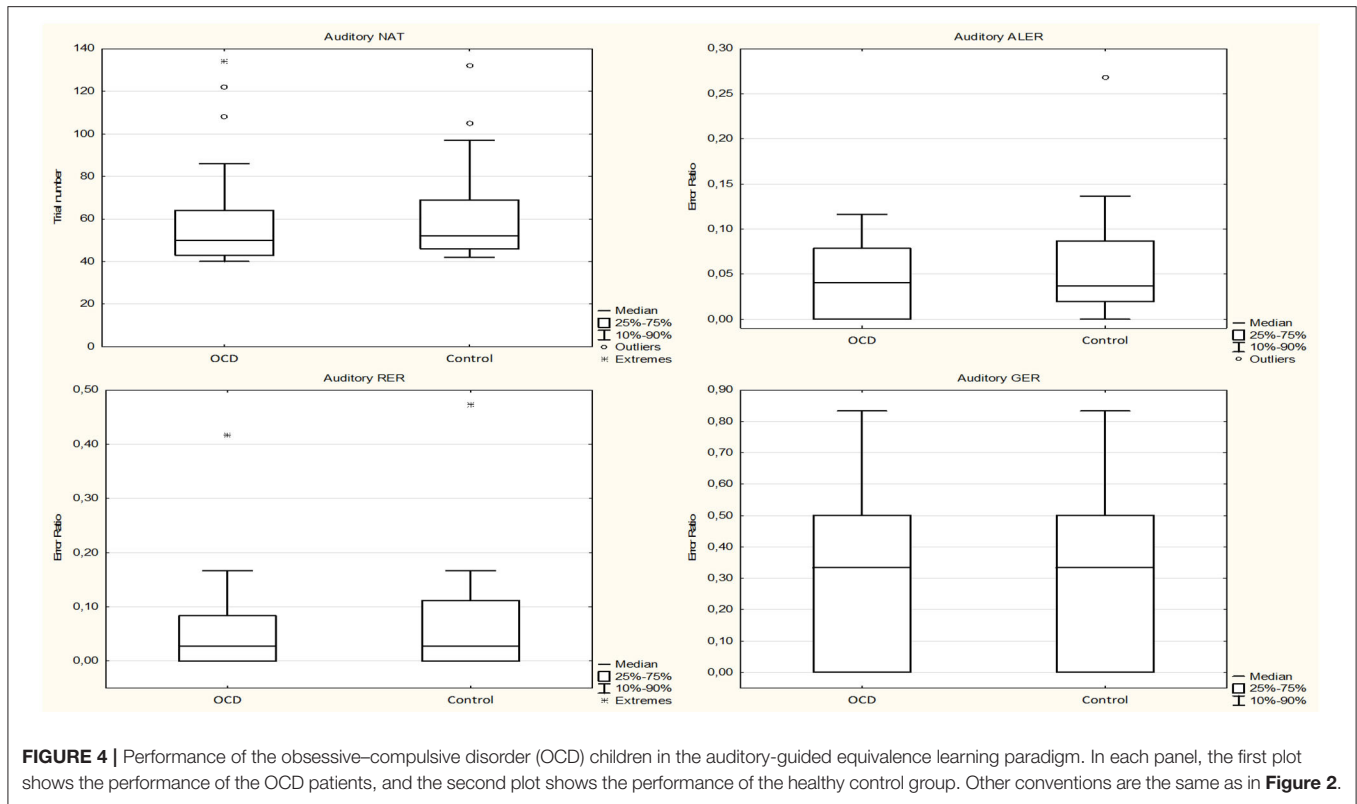 Auditory NAT
140
120
100
80
60
40
20
0
Trial number
OCD
Control
Median
25%-75%
10%-90%
Outliers
Extremes
Auditory ALER
0,30
0,25
0,20
0,15
0,10
0,05
0,00
Error Ratio
OCD
Control
Median
25%-75%
10%-90%
Outliers
Auditory RER
0,50
0,40
0,30
0,20
0,10
0,00
Error Ratio
OCD
Control
Median
25%-75%
10%-90%
Extremes
Auditory GER
0,90
0,80
0,70
0,60
0,50
0,40
0,30
0,20
0,10
0,00
Error Ratio
OCD
Control
Median
25%-75%
10%-90%
FIGURE 4 | Performance of the obsessive–compulsive disorder (OCD) children in the auditory-guided equivalence learning paradigm. In each panel, the first plot
shows the performance of the OCD patients, and the second plot shows the performance of the healthy control group. Other conventions are the same as in Figure 2.